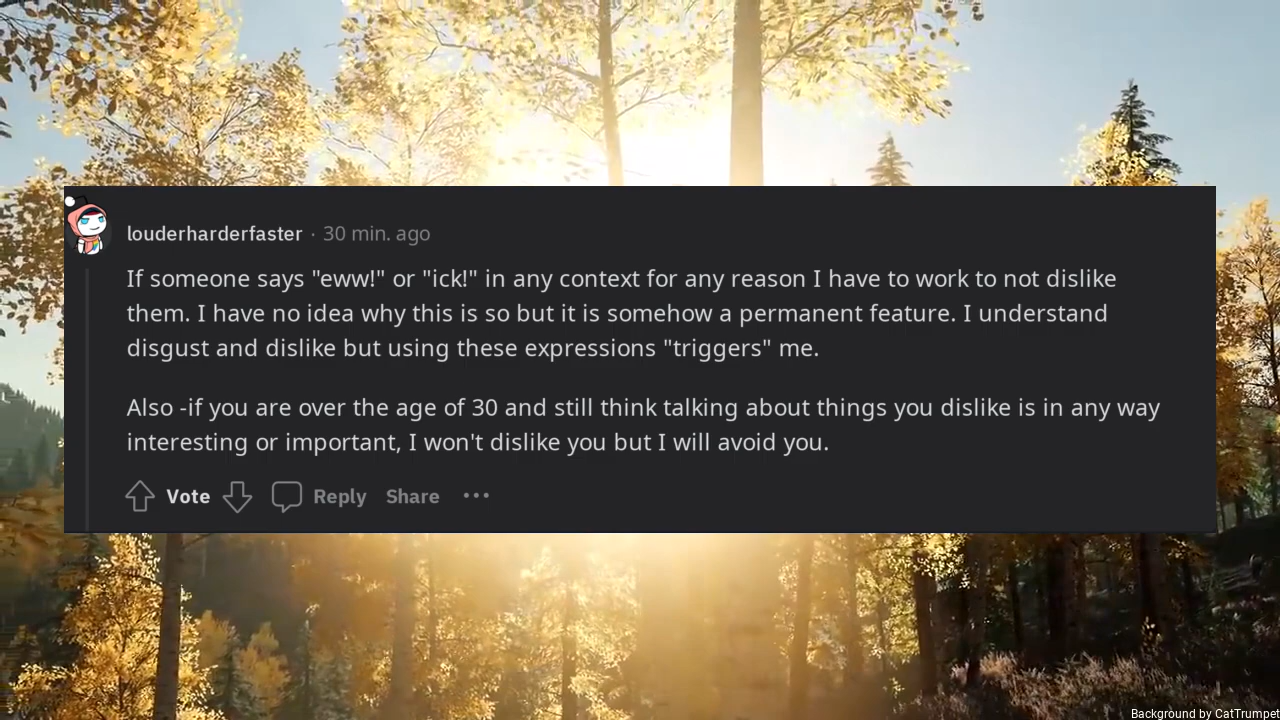 louderharderfaster · 30 min. ago
If someone says "eww!" or "ick!" in any context for any reason I have to work to not dislike
them. I have no idea why this is so but it is somehow a permanent feature. I understand
disgust and dislike but using these expressions "triggers" me.
Also -if you are over the age of 30 and still think talking about things you dislike is in any way
interesting or important, I won't dislike you but I will avoid you.
Vote Reply Share ···
Background by CatTrumpet